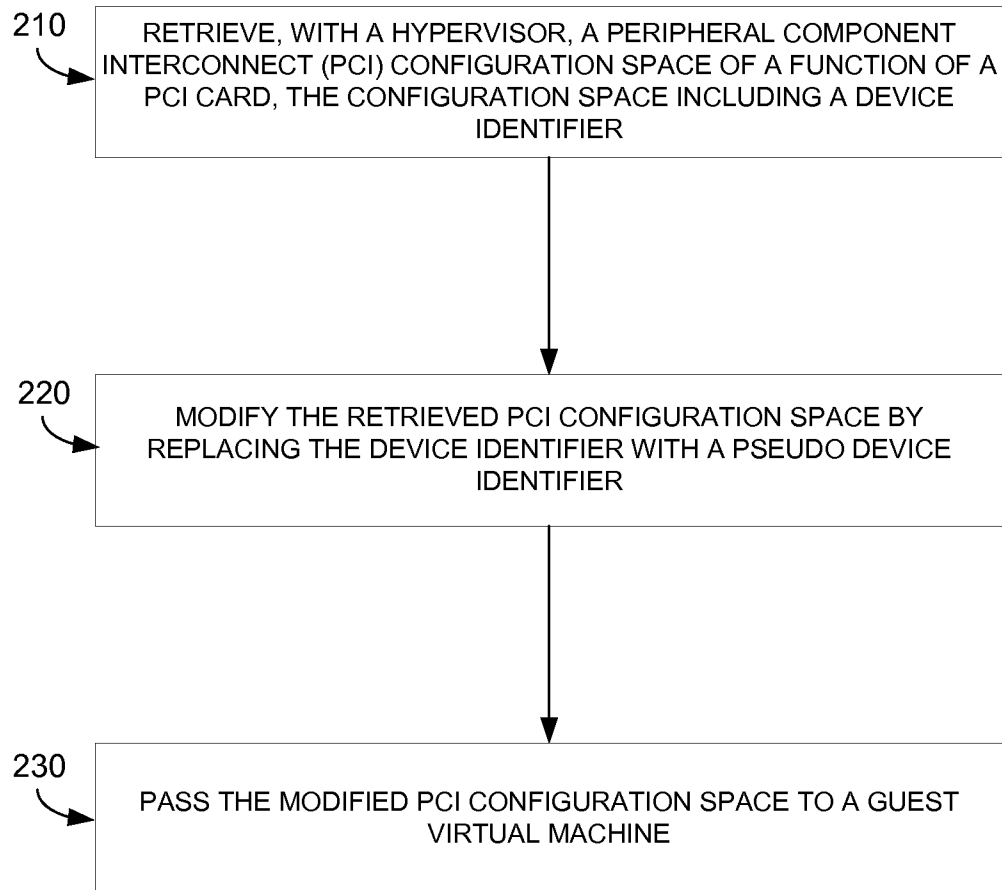 210
RETRIEVE, WITH A HYPERVISOR, A PERIPHERAL COMPONENT
INTERCONNECT (PCI) CONFIGURATION SPACE OF A FUNCTION OF A
PCI CARD, THE CONFIGURATION SPACE INCLUDING A DEVICE
IDENTIFIER
220
MODIFY THE RETRIEVED PCI CONFIGURATION SPACE BY
REPLACING THE DEVICE IDENTIFIER WITH A PSEUDO DEVICE
IDENTIFIER
230
PASS THE MODIFIED PCI CONFIGURATION SPACE TO A GUEST
VIRTUAL MACHINE